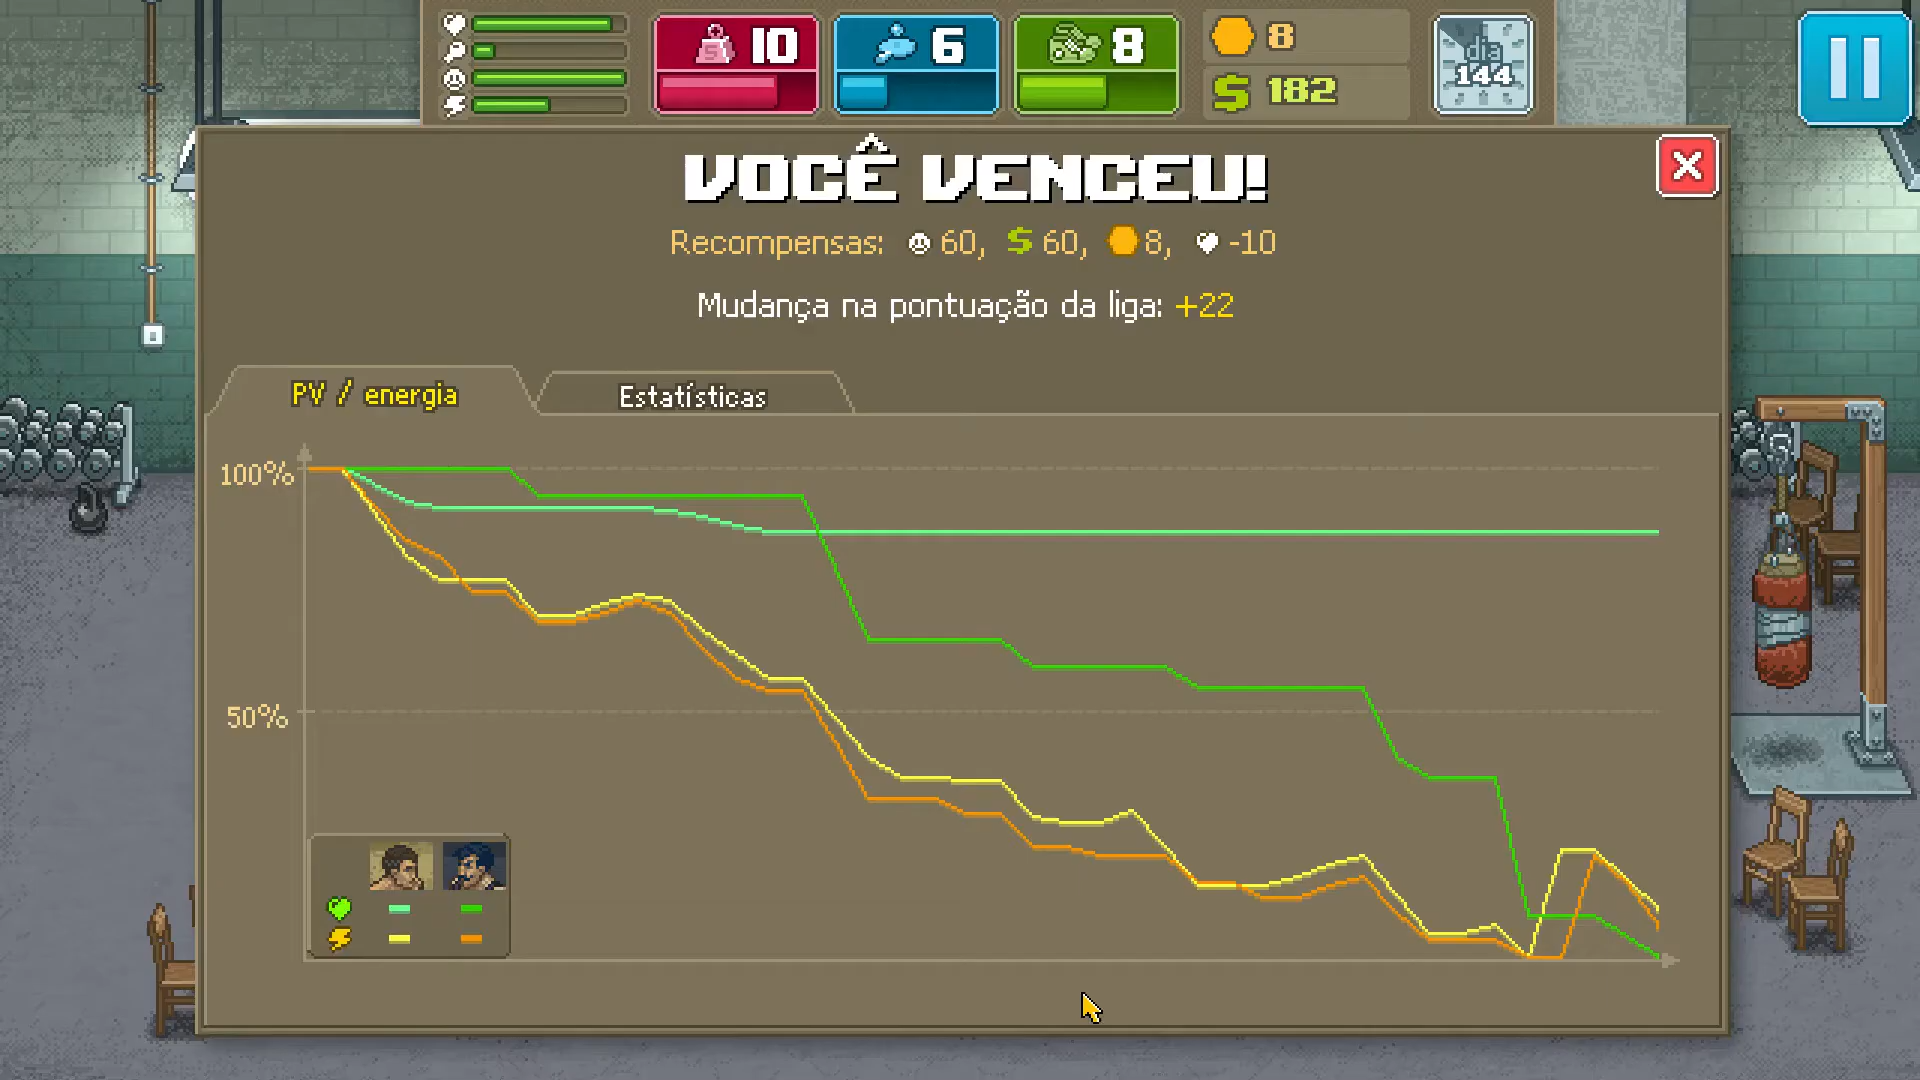 10
6
8
8
182
dia
144
VOCÊ VENCEU!
Recompensas: 60, $ 60, 8, -10
Mudança na pontuação da liga: +22
PV / energia
Estatísticas
100%
50%